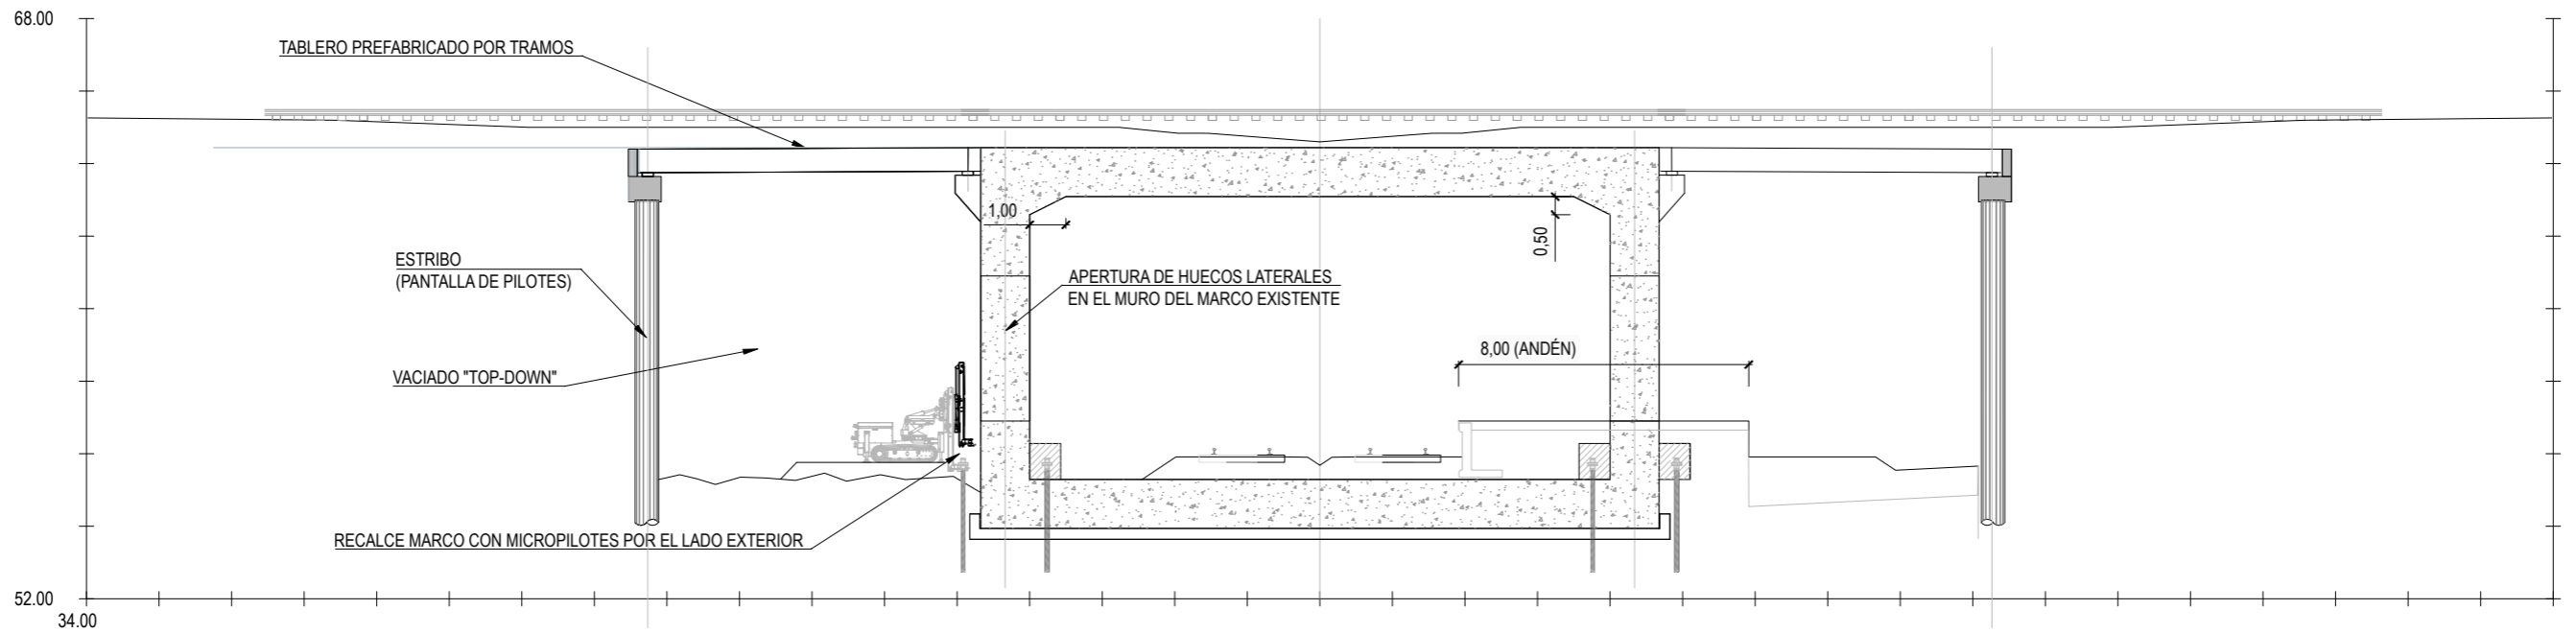 68.00
TABLERO PREFABRICADO POR TRAMOS
1,00
0,50
ESTRIBO
(PANTALLA DE PILOTES)
APERTURA DE HUECOS LATERALES
EN EL MURO DEL MARCO EXISTENTE
8,00 (ANDÉN)
VACIADO "TOP-DOWN"
RECALCE MARCO CON MICROPILOTES POR EL LADO EXTERIOR
52.00
34.00